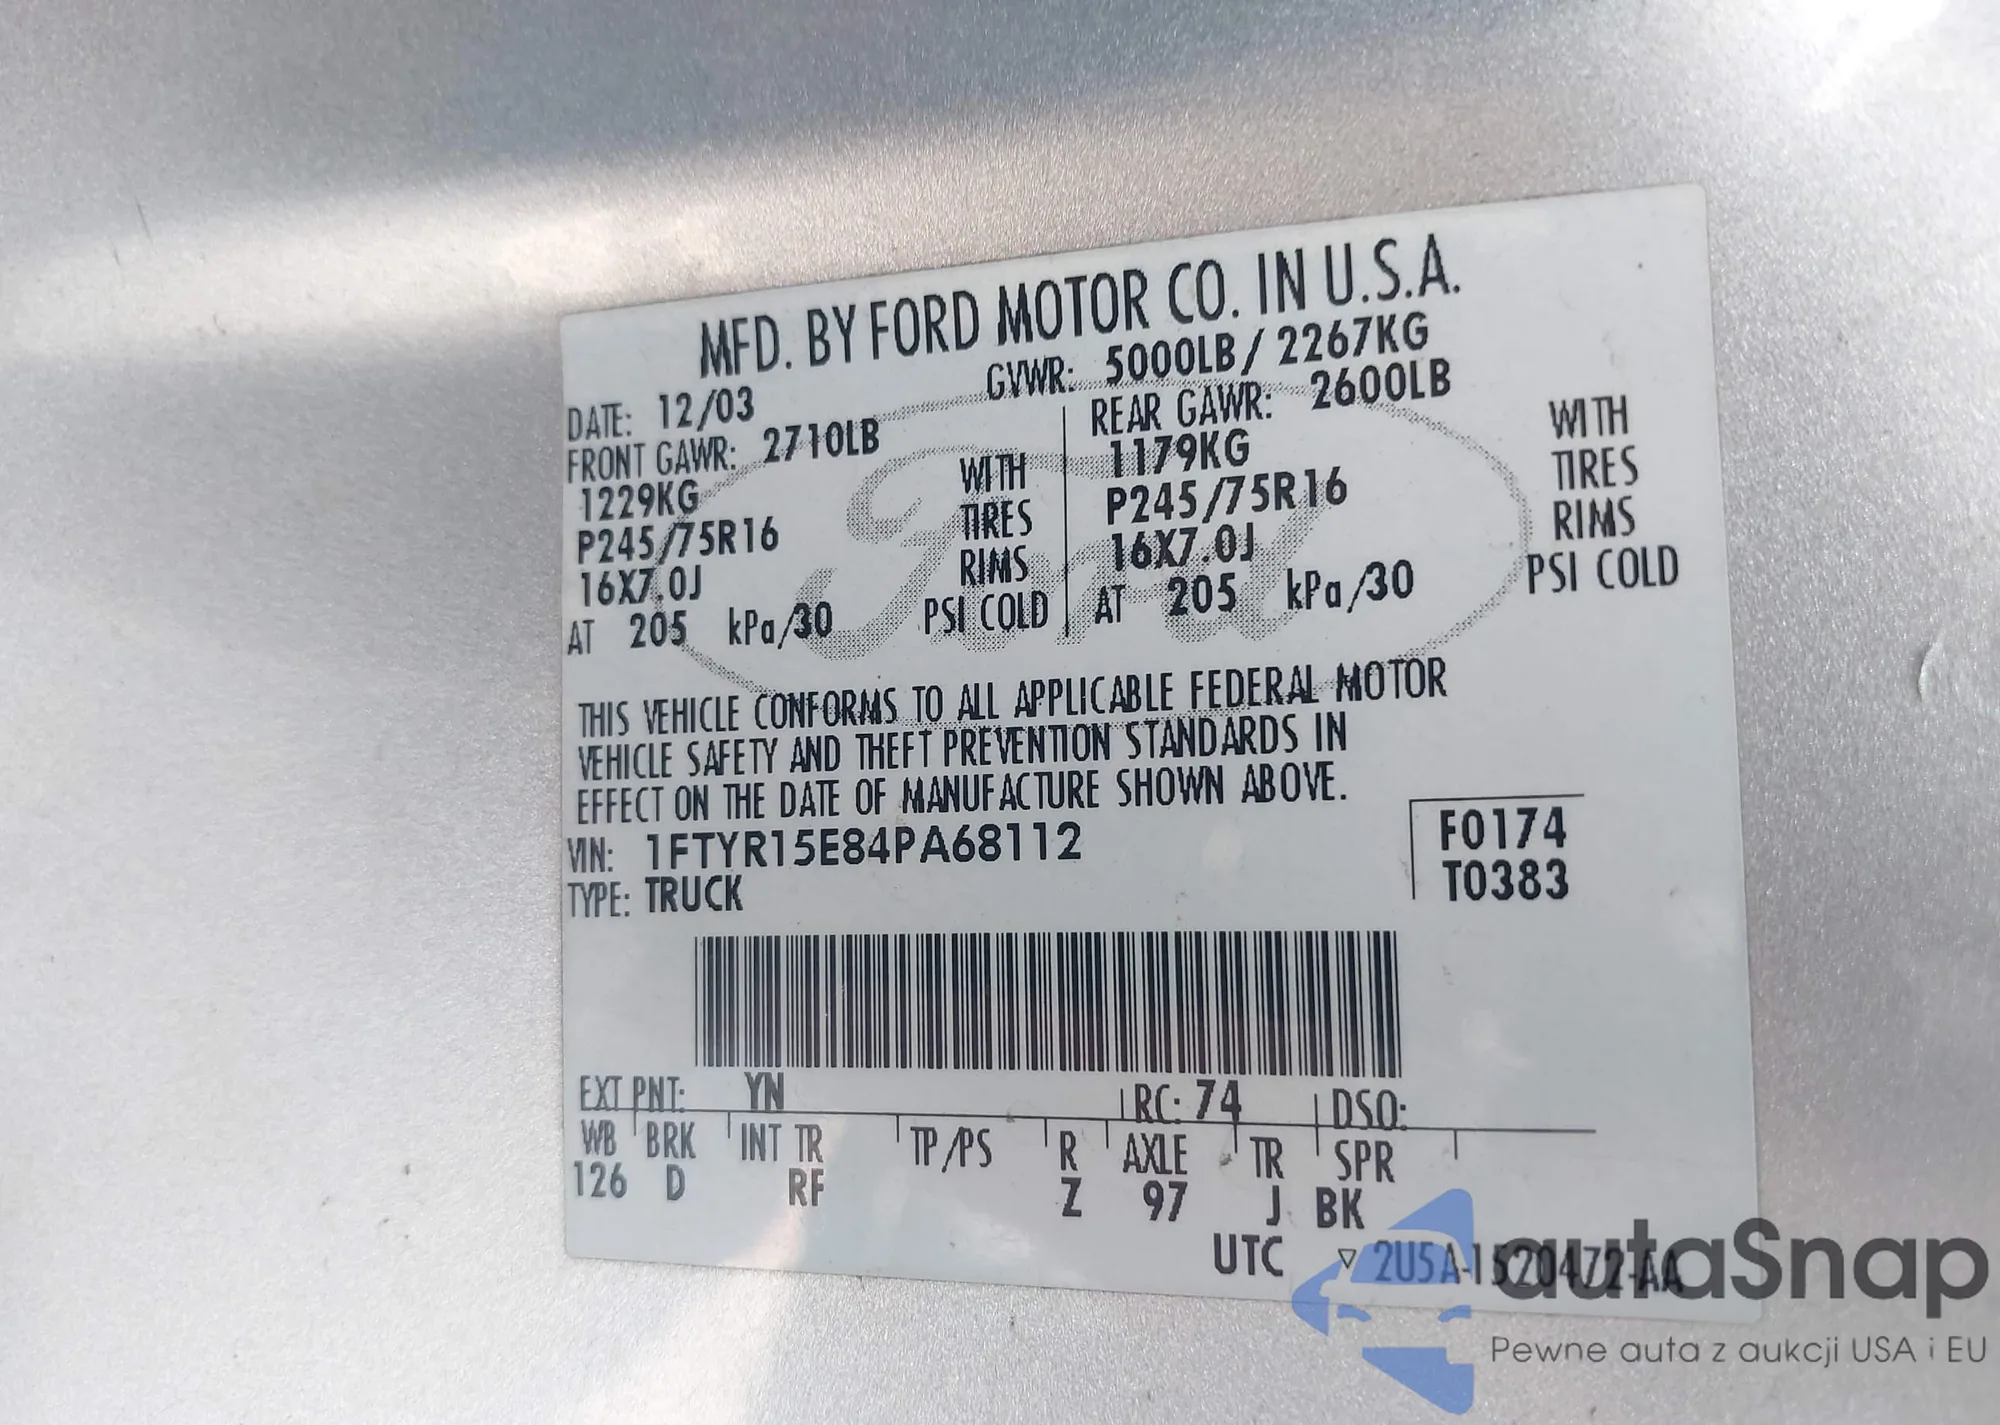 MFD. BY FORD MOTOR CO. IN U.S.A.
DATE: 12/03 GVWR: 5000LB/ 2267KG
FRONT GAWR: 2710LB REAR GAWR: 2600LB
1229KG WITH 1179KG WITH
P245/75R16 TIRES P245/75R16 TIRES
16X7.0J RIMS 16X7.0J RIMS
AT 205 kPa/30 PSI COLD AT 205 kPa/30 PSI COLD
THIS VEHICLE CONFORMS TO ALL APPLICABLE FEDERAL MOTOR
VEHICLE SAFETY AND THEFT PREVENTION STANDARDS IN
EFFECT ON THE DATE OF MANUFACTURE SHOWN ABOVE.
VIN: 1FTYR15E84PA68112 F0174
TYPE: TRUCK T0383
EXT PNT: YN RC: 74 DSO:
WB BRK INT TR TP/PS R AXLE TR SPR
126 D RF Z 97 J BK
UTC ▽ 2U5A-1520472-AA
Ford
autaSnap
Pewne auta z aukcji USA i EU